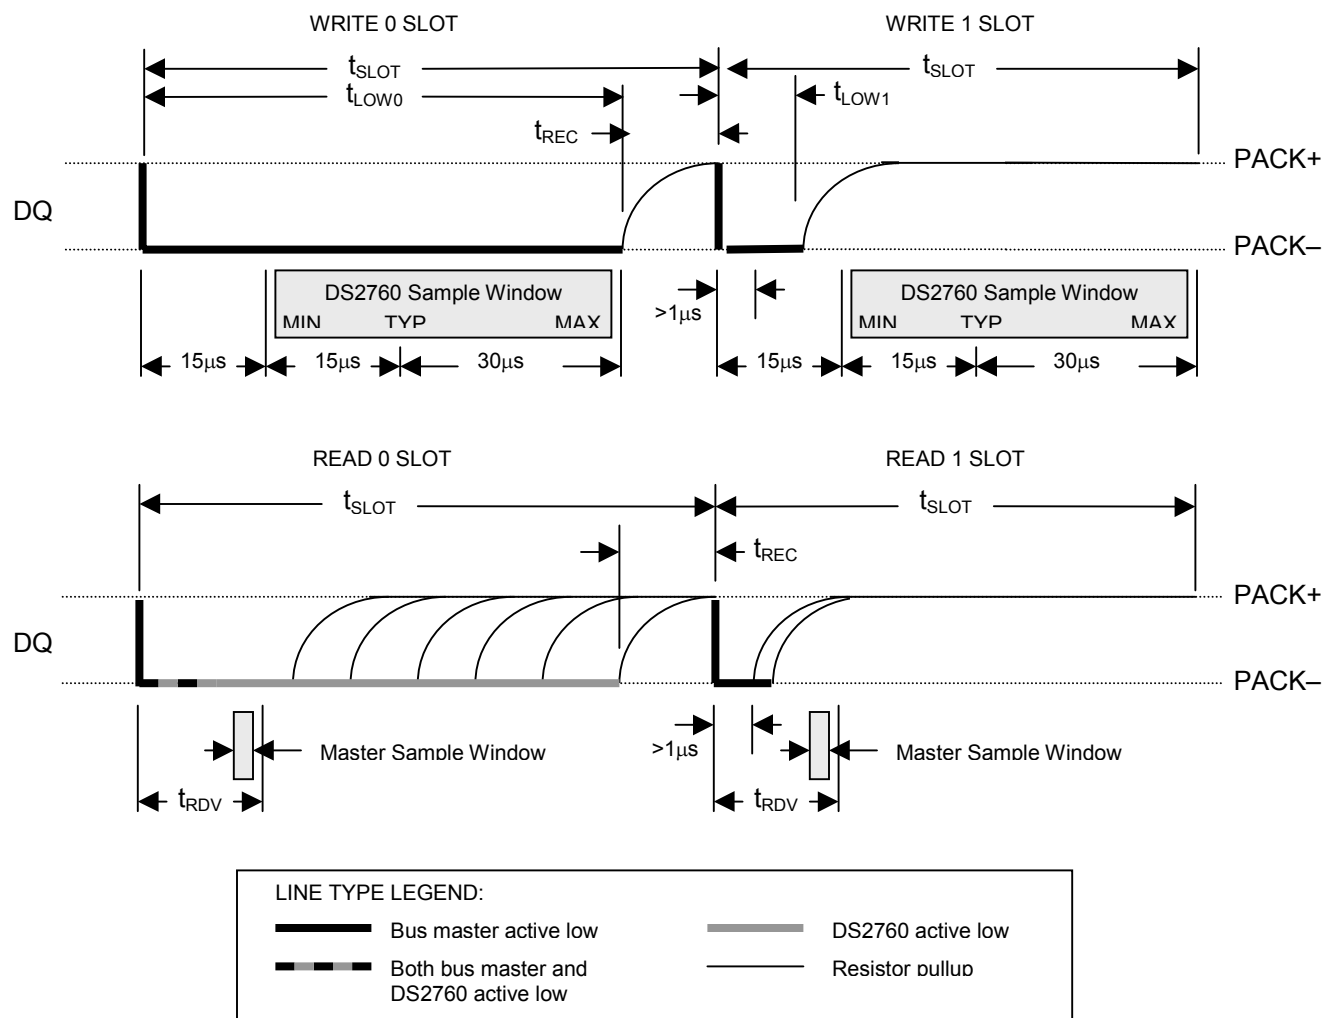 WRITE 0 SLOT
WRITE 1 SLOT
tSLOT
tSLOT
tLOW0
tLOW1
tREC
PACK+
DQ
PACK–
DS2760 Sample Window
MIN TYP MAX
>1μs
DS2760 Sample Window
MIN TYP MAX
15μs 15μs 30μs
15μs 15μs 30μs
READ 0 SLOT
READ 1 SLOT
tSLOT
tSLOT
tREC
PACK+
DQ
PACK–
Master Sample Window
>1μs
Master Sample Window
tRDV
tRDV
LINE TYPE LEGEND:
Bus master active low
DS2760 active low
Both bus master and
DS2760 active low
Resistor pullup